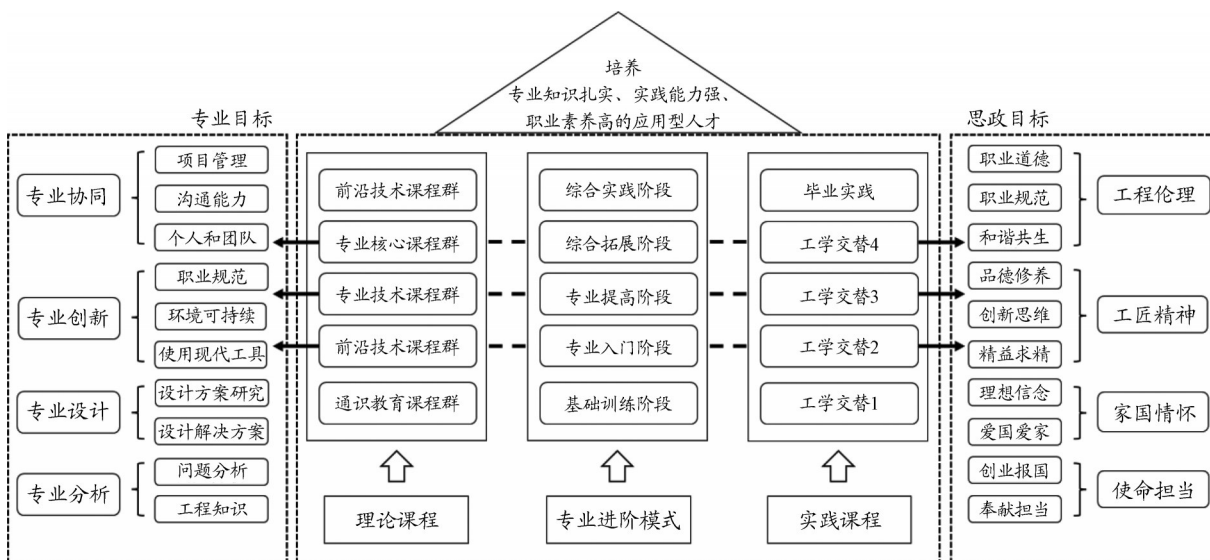 培养
专业知识扎实、实践能力强、
职业素养高的应用型人才
专业目标
专业协同
项目管理
沟通能力
个人和团队
专业创新
职业规范
环境可持续
使用现代工具
专业设计
设计方案研究
设计解决方案
专业分析
问题分析
工程知识
前沿技术课程群
专业核心课程群
专业技术课程群
前沿技术课程群
通识教育课程群
理论课程
综合实践阶段
综合拓展阶段
专业提高阶段
专业入门阶段
基础训练阶段
专业进阶模式
毕业实践
工学交替4
工学交替3
工学交替2
工学交替1
实践课程
思政目标
职业道德
职业规范
和谐共生
工程伦理
品德修养
创新思维
精益求精
工匠精神
理想信念
爱国爱家
家国情怀
创业报国
奉献担当
使命担当